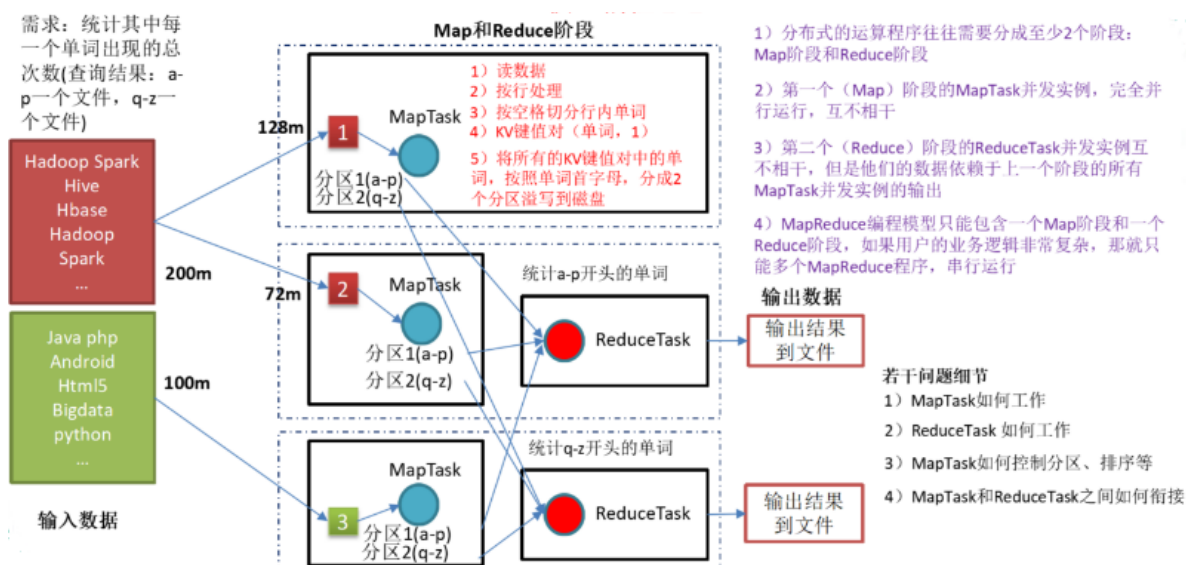 需求：统计其中每
一个单词出现的总
次数(查询结果：a-
p一个文件，q-z一
个文件)
Hadoop Spark
Hive
Hbase
Hadoop
Spark
...
200m
Java php
Android
Html5
Bigdata
python
...
100m
输入数据
Map和Reduce阶段
128m
1
MapTask
分区1(a-p)
分区2(q-z)
1）读数据
2）按行处理
3）按空格切分行内单词
4）KV键值对（单词，1）
5）将所有的KV键值对中的单
词，按照单词首字母，分成2
个分区溢写到磁盘
72m
2
MapTask
分区1(a-p)
分区2(q-z)
统计a-p开头的单词
ReduceTask
3
MapTask
分区1(a-p)
分区2(q-z)
统计q-z开头的单词
ReduceTask
输出数据
输出结果
到文件
输出结果
到文件
1）分布式的运算程序往往需要分成至少2个阶段：
Map阶段和Reduce阶段
2）第一个（Map）阶段的MapTask并发实例，完全并
行运行，互不相干
3）第二个（Reduce）阶段的ReduceTask并发实例互
不相干，但是他们的数据依赖于上一个阶段的所有
MapTask并发实例的输出
4）MapReduce编程模型只能包含一个Map阶段和一个
Reduce阶段，如果用户的业务逻辑非常复杂，那就只
能多个MapReduce程序，串行运行
若干问题细节
1）MapTask如何工作
2）ReduceTask 如何工作
3）MapTask如何控制分区、排序等
4）MapTask和ReduceTask之间如何衔接